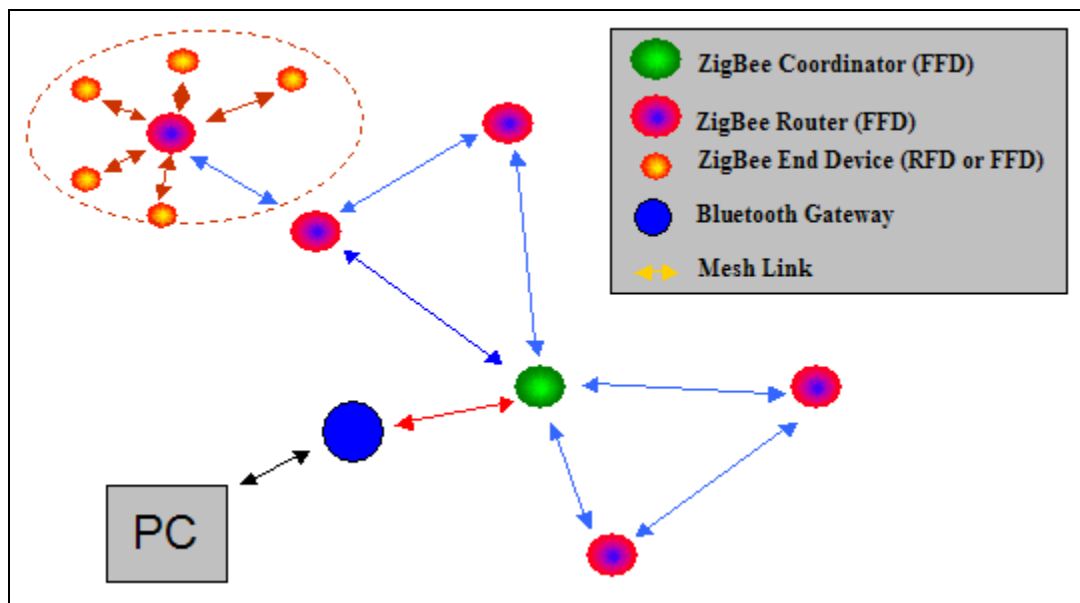 ZigBee Coordinator (FFD)
ZigBee Router (FFD)
ZigBee End Device (RFD or FFD)
Bluetooth Gateway
Mesh Link
PC